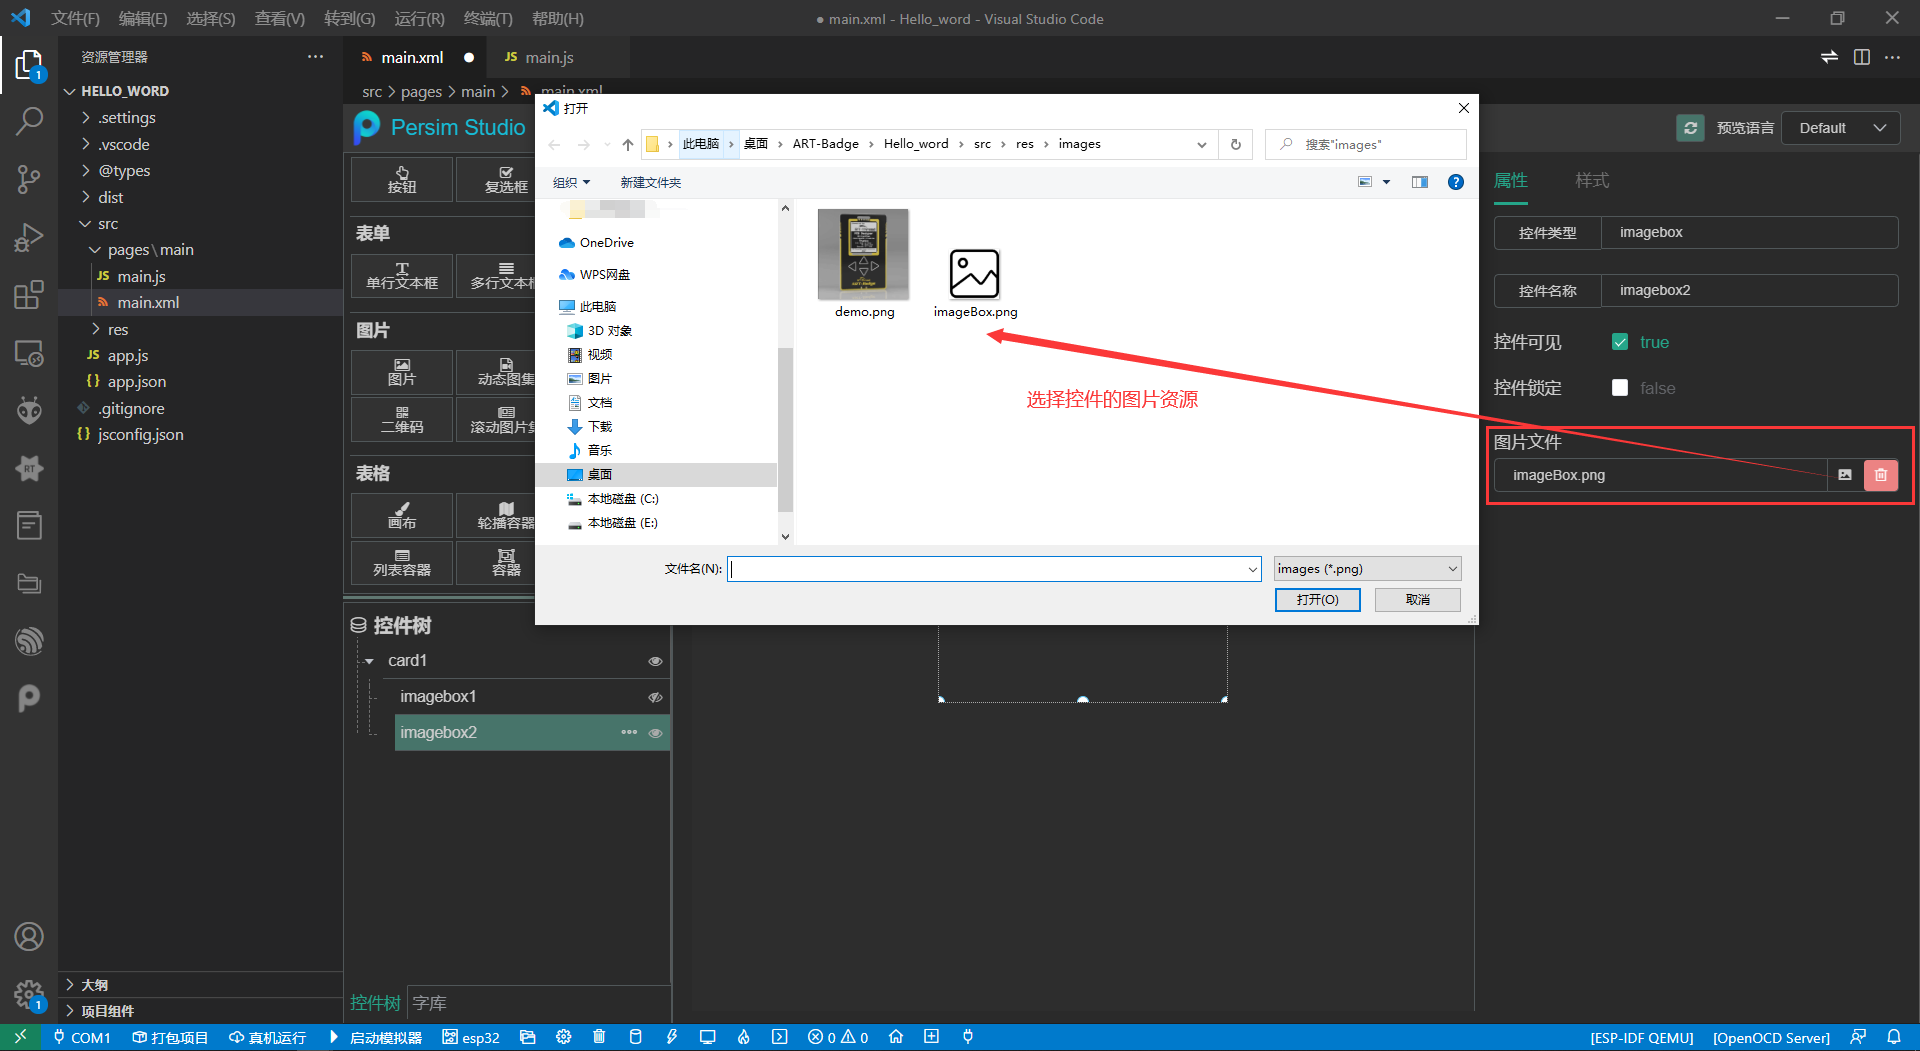 文件(F) 编辑(E) 选择(S) 查看(V) 转到(G) 运行(R) 终端(T) 帮助(H)
● main.xml - Hello_word - Visual Studio Code
资源管理器
HELLO_WORD
.settings
.vscode
@types
dist
src
pages\main
JS main.js
main.xml
res
JS app.js
{} app.json
.gitignore
{} jsconfig.json
大纲
项目组件
1
1
RT
main.xml
JS main.js
src > pages > main > main.xml
Persim Studio
按钮
复选框
表单
单行文本框
多行文本框
图片
图片
动态图集
二维码
滚动图片集
表格
画布
轮播容器
列表容器
容器
控件树
card1
imagebox1
imagebox2
控件树
字库
打开
此电脑 > 桌面 > ART-Badge > Hello_word > src > res > images
搜索"images"
组织
新建文件夹
OneDrive
WPS网盘
此电脑
3D 对象
视频
图片
文档
下载
音乐
桌面
本地磁盘 (C:)
本地磁盘 (E:)
demo.png
imageBox.png
选择控件的图片资源
文件名(N):
images (*.png)
打开(O)
取消
预览语言
Default
属性
样式
控件类型
imagebox
控件名称
imagebox2
控件可见
true
控件锁定
false
图片文件
imageBox.png
COM1
打包项目
真机运行
启动模拟器
esp32
0
0
[ESP-IDF QEMU]
[OpenOCD Server]